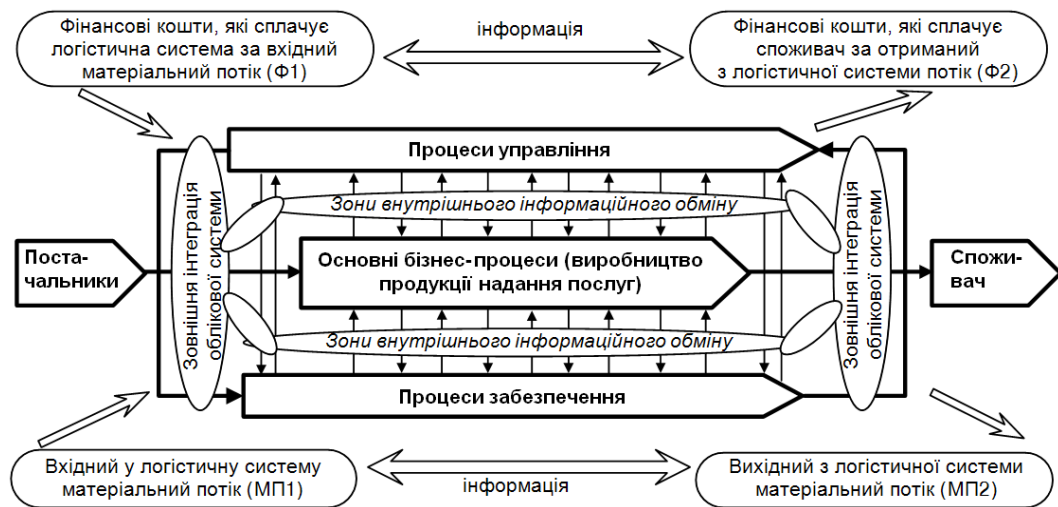 Фінансові кошти, які сплачує
логістична система за вхідний
матеріальний потік (Ф1)
інформація
Фінансові кошти, які сплачує
споживач за отриманий
з логістичної системи потік (Ф2)
Процеси управління
Зони внутрішнього інформаційного обміну
Поста-
чальники
Зовнішня інтеграція
облікової системи
Основні бізнес-процеси (виробництво
продукції надання послуг)
Зовнішня інтеграція
облікової системи
Спожи-
вач
Зони внутрішнього інформаційного обміну
Процеси забезпечення
Вхідний у логістичну систему
матеріальний потік (МП1)
інформація
Вихідний з логістичної системи
матеріальний потік (МП2)